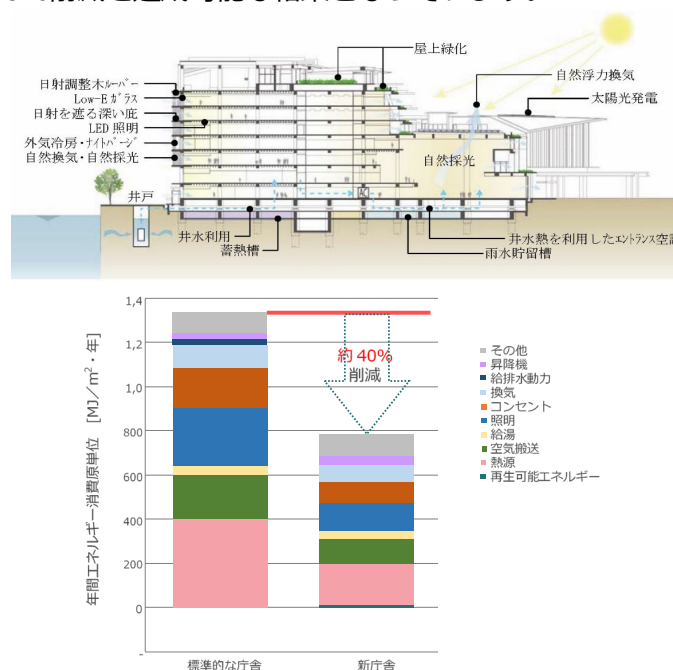 屋上緑化
自然浮力換気
太陽光発電
日射調整木ルーバー
Low-E ガラス
日射を遮る深い庇
LED 照明
外気冷房・ナイトパージ
自然換気・自然採光
自然採光
井戸
井水利用
蓄熱槽
井水熱を利用したエントランス空調
雨水貯留槽
年間エネルギー消費原単位 [MJ/m²・年]
1,4
1,2
1,0
800
600
400
200
0
-
約 40%
削減
標準的な庁舎
新庁舎
その他
昇降機
給排水動力
換気
コンセント
照明
給湯
空気搬送
熱源
再生可能エネルギー